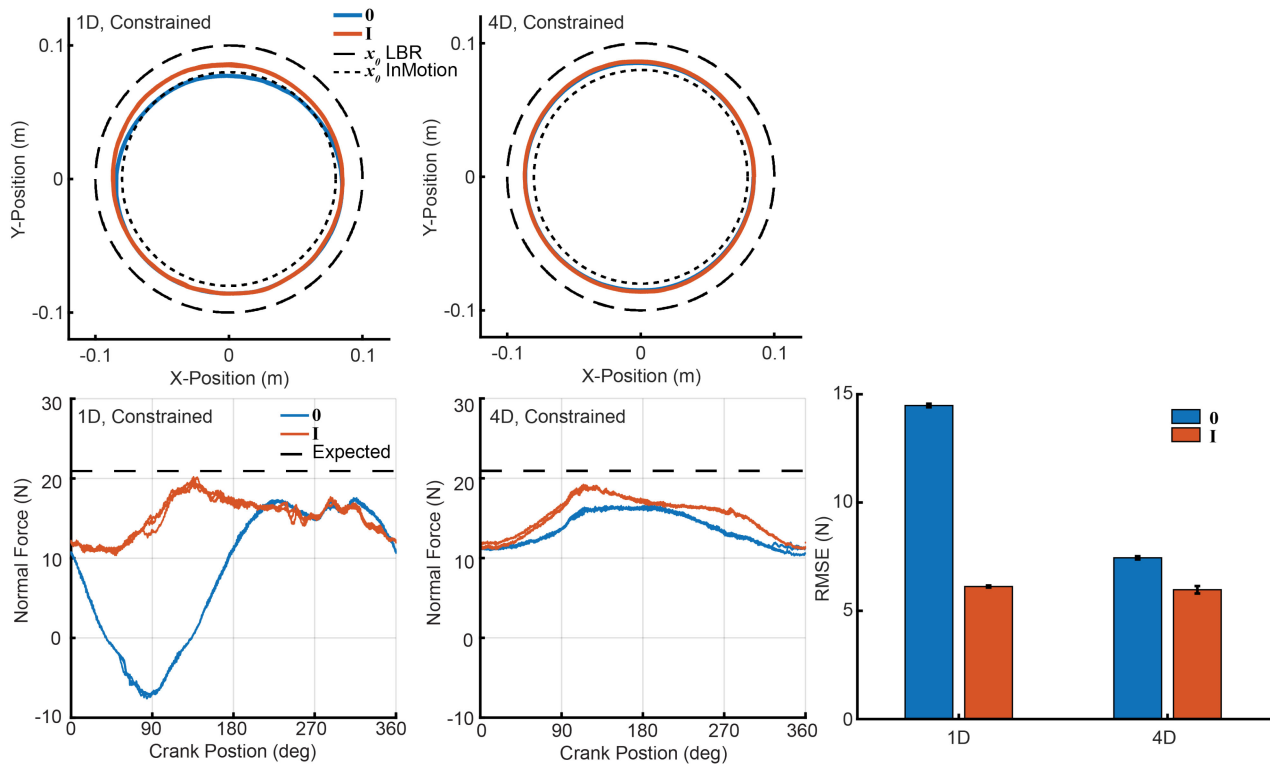 1D, Constrained
0
I
x₀ LBR
x₀ InMotion
0.1
0
-0.1
Y-Position (m)
-0.1
0
0.1
X-Position (m)
4D, Constrained
0.1
0
-0.1
Y-Position (m)
-0.1
0
0.1
X-Position (m)
1D, Constrained
0
I
Expected
30
20
10
0
-10
Normal Force (N)
0
90
180
270
360
Crank Postion (deg)
4D, Constrained
30
20
10
0
-10
Normal Force (N)
0
90
180
270
360
Crank Postion (deg)
15
10
5
0
RMSE (N)
0
I
1D
4D